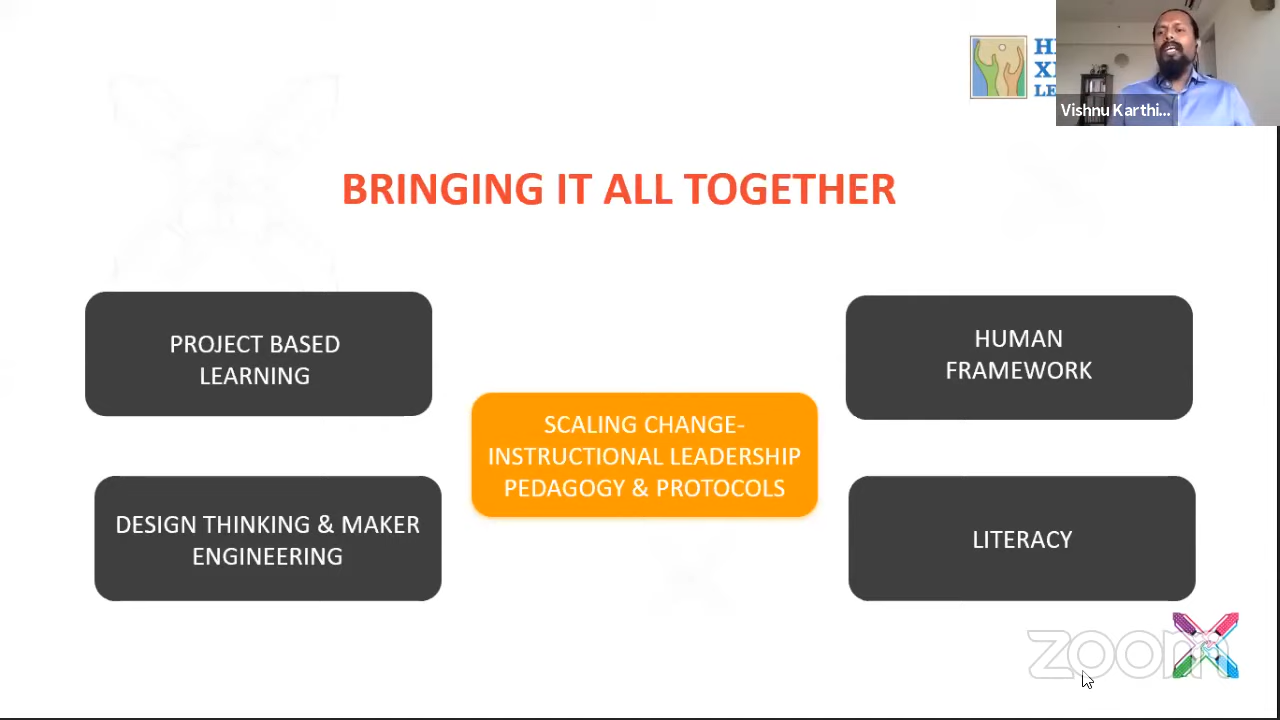 Vishnu Karthi...
BRINGING IT ALL TOGETHER
PROJECT BASED
LEARNING
HUMAN
FRAMEWORK
SCALING CHANGE-
INSTRUCTIONAL LEADERSHIP
PEDAGOGY & PROTOCOLS
DESIGN THINKING & MAKER
ENGINEERING
LITERACY
zoom